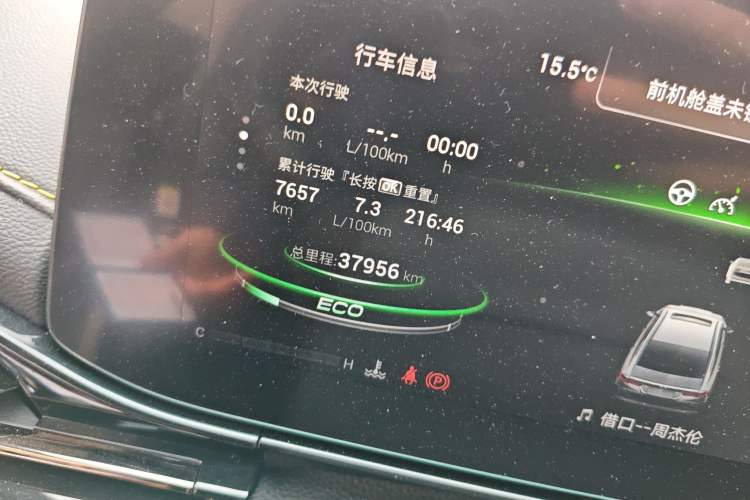 行车信息
15.5℃
前机舱盖未
本次行驶
0.0 --.- 00:00
km L/100km h
累计行驶『长按OK重置』
7657 7.3 216:46
km L/100km h
总里程:37956 km
ECO
C H
借口--周杰伦